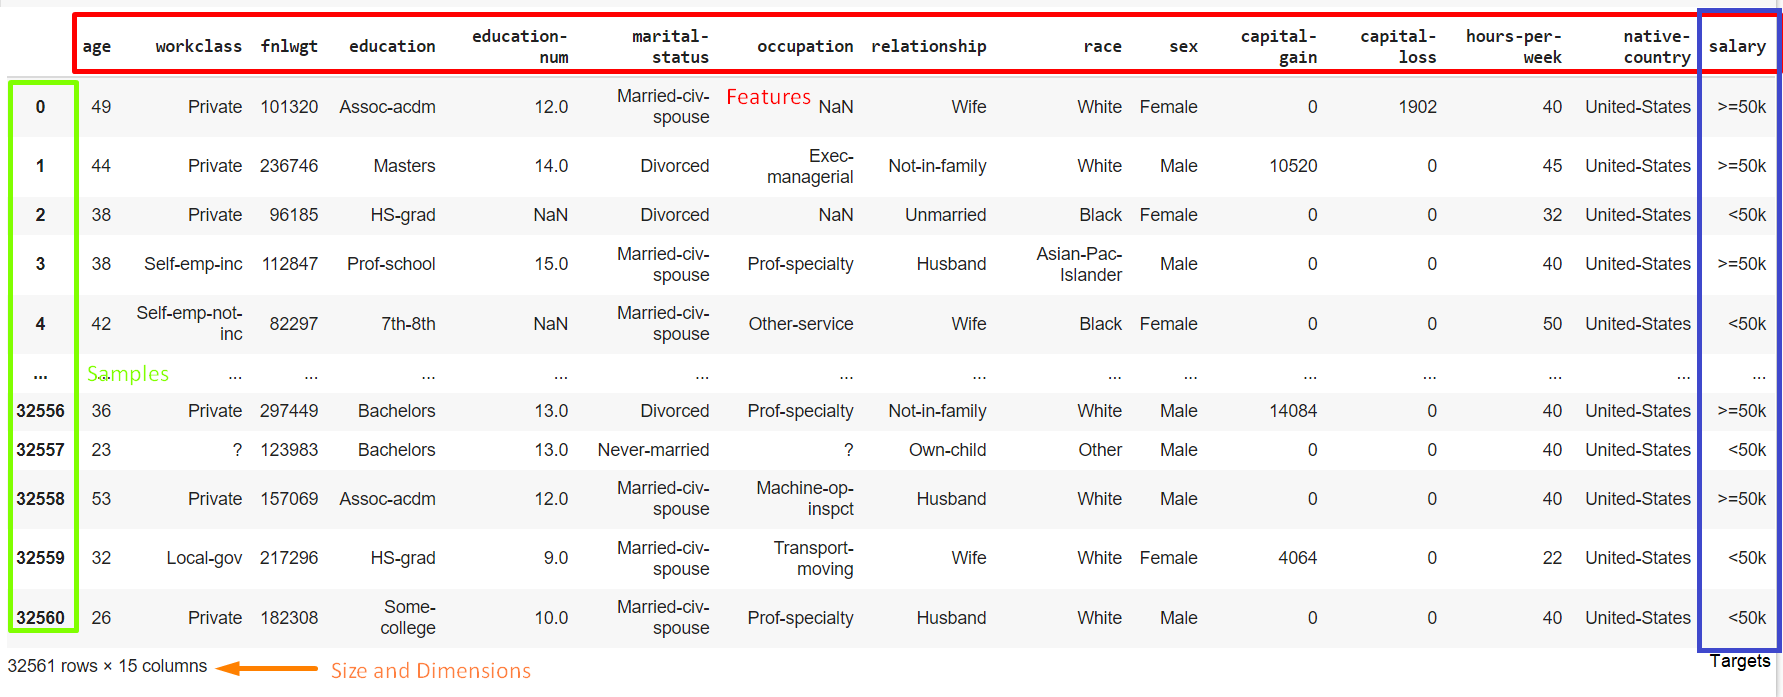 age workclass fnlwgt education education-num marital-status occupation relationship race sex capital-gain capital-loss hours-per-week native-country salary
0 49 Private 101320 Assoc-acdm 12.0 Married-civ-spouse Features NaN Wife White Female 0 1902 40 United-States >=50k
1 44 Private 236746 Masters 14.0 Divorced Exec-managerial Not-in-family White Male 10520 0 45 United-States >=50k
2 38 Private 96185 HS-grad NaN Divorced NaN Unmarried Black Female 0 0 32 United-States <50k
3 38 Self-emp-inc 112847 Prof-school 15.0 Married-civ-spouse Prof-specialty Husband Asian-Pac-Islander Male 0 0 40 United-States >=50k
4 42 Self-emp-not-inc 82297 7th-8th NaN Married-civ-spouse Other-service Wife Black Female 0 0 50 United-States <50k
... Samples ... ... ... ... ... ... ... ... ... ... ... ... ... ... ...
32556 36 Private 297449 Bachelors 13.0 Divorced Prof-specialty Not-in-family White Male 14084 0 40 United-States >=50k
32557 23 ? 123983 Bachelors 13.0 Never-married ? Own-child Other Male 0 0 40 United-States <50k
32558 53 Private 157069 Assoc-acdm 12.0 Married-civ-spouse Machine-op-inspct Husband White Male 0 0 40 United-States >=50k
32559 32 Local-gov 217296 HS-grad 9.0 Married-civ-spouse Transport-moving Wife White Female 4064 0 22 United-States <50k
32560 26 Private 182308 Some-college 10.0 Married-civ-spouse Prof-specialty Husband White Male 0 0 40 United-States <50k
32561 rows × 15 columns Size and Dimensions Targets